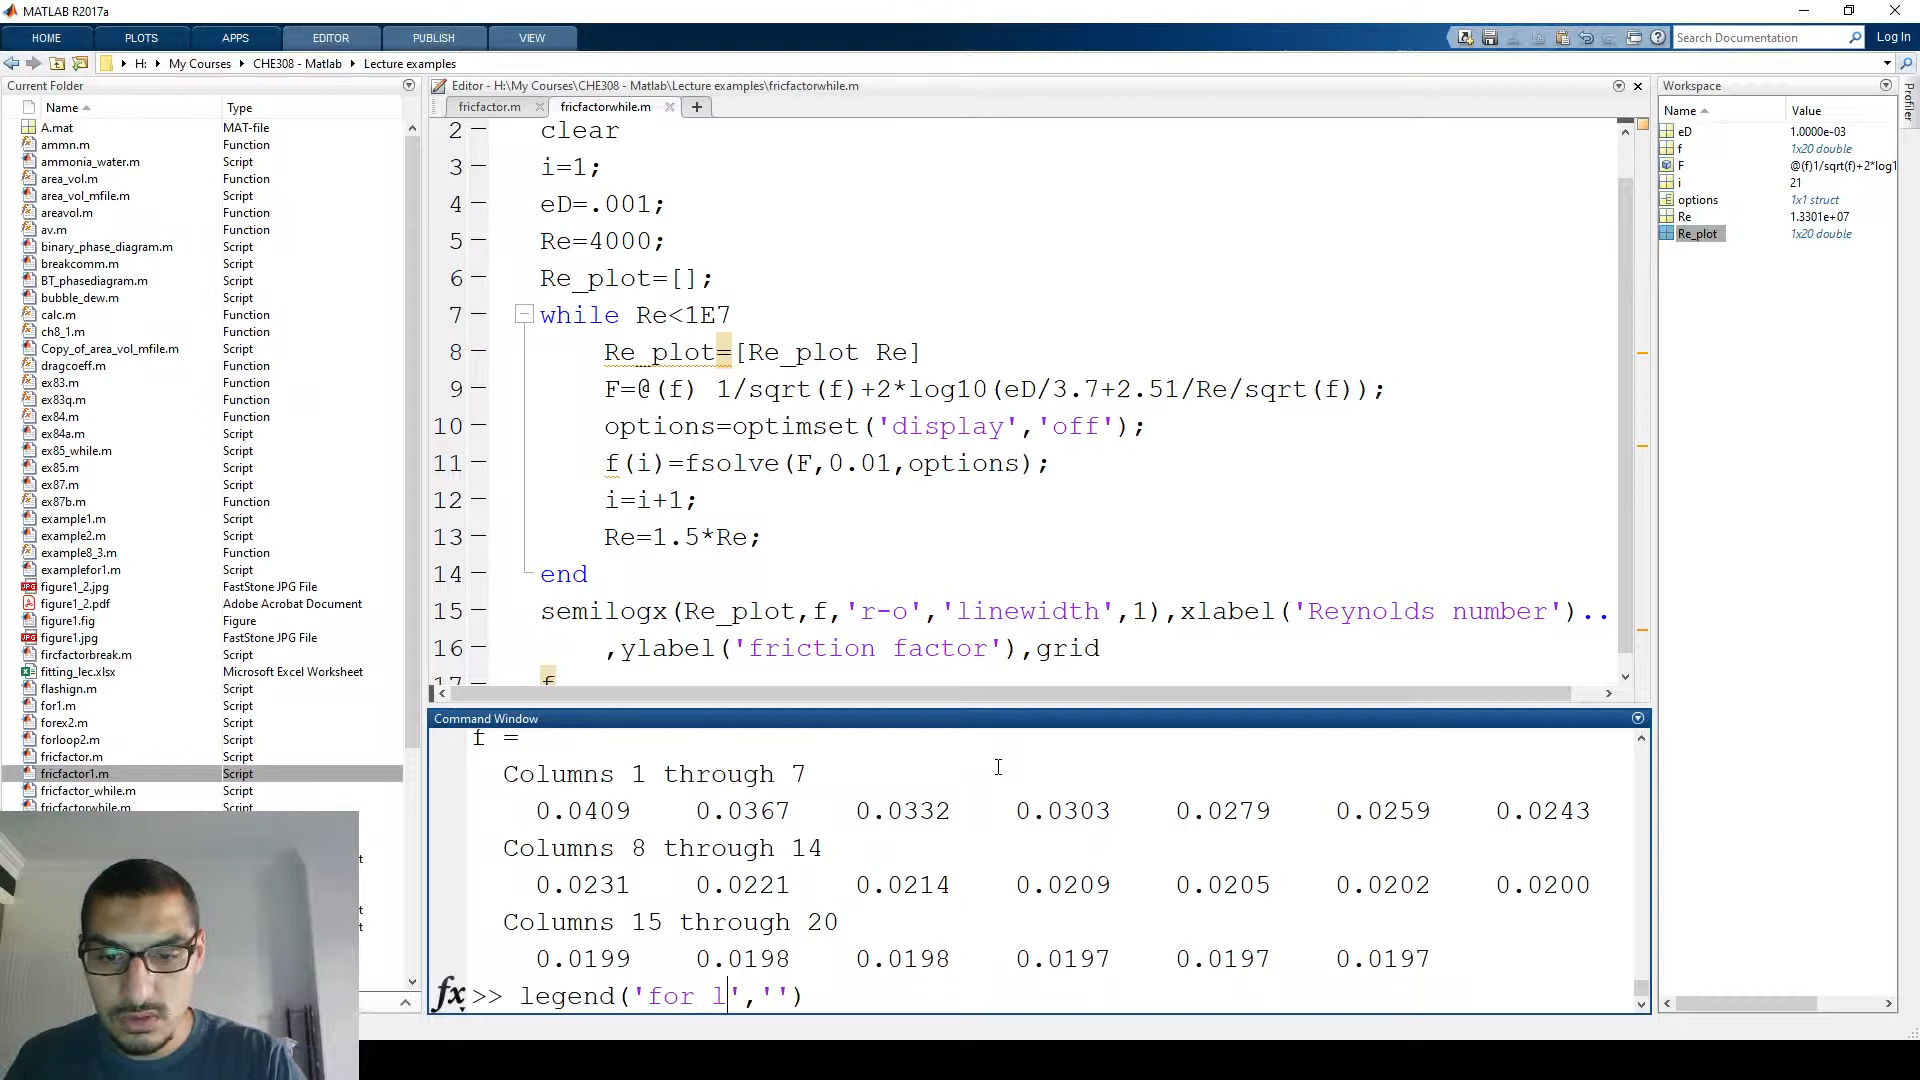 MATLAB R2017a
HOME PLOTS APPS EDITOR PUBLISH VIEW Search Documentation Log In
H: My Courses CHE308 - Matlab Lecture examples
Current Folder
Name Type
A.mat MAT-file
ammn.m Function
ammonia_water.m Script
area_vol.m Function
area_vol_mfile.m Script
areavol.m Function
av.m Function
binary_phase_diagram.m Script
breakcomm.m Script
BT_phasediagram.m Script
bubble_dew.m Script
calc.m Function
ch8_1.m Function
Copy_of_area_vol_mfile.m Script
dragcoeff.m Function
ex83.m Function
ex83q.m Function
ex84.m Function
ex84a.m Script
ex85_while.m Script
ex85.m Script
ex87.m Script
ex87b.m Function
example1.m Script
example2.m Script
example8_3.m Function
examplefor1.m Script
figure1_2.jpg FastStone JPG File
figure1_2.pdf Adobe Acrobat Document
figure1.fig Figure
figure1.jpg FastStone JPG File
fircfactorbreak.m Script
fitting_lec.xlsx Microsoft Excel Worksheet
flashign.m Script
for1.m Script
forex2.m Script
forloop2.m Script
fricfactor.m Script
fricfactor1.m Script
fricfactor_while.m Script
fricfactorwhile.m Script
Editor - H:\My Courses\CHE308 - Matlab\Lecture examples\fricfactorwhile.m
fricfactor.m fricfactorwhile.m
2 clear
3 i=1;
4 eD=.001;
5 Re=4000;
6 Re_plot=[];
7 while Re<1E7
8 Re_plot=[Re_plot Re]
9 F=@(f) 1/sqrt(f)+2*log10(eD/3.7+2.51/Re/sqrt(f));
10 options=optimset('display','off');
11 f(i)=fsolve(F,0.01,options);
12 i=i+1;
13 Re=1.5*Re;
14 end
15 semilogx(Re_plot,f,'r-o','linewidth',1),xlabel('Reynolds number')..
16 ,ylabel('friction factor'),grid
17 f
Command Window
f =
Columns 1 through 7
0.0409 0.0367 0.0332 0.0303 0.0279 0.0259 0.0243
Columns 8 through 14
0.0231 0.0221 0.0214 0.0209 0.0205 0.0202 0.0200
Columns 15 through 20
0.0199 0.0198 0.0198 0.0197 0.0197 0.0197
fx >> legend('for l','')
Workspace
Name Value
eD 1.0000e-03
f 1x20 double
F @(f)1/sqrt(f)+2*log1
i 21
options 1x1 struct
Re 1.3301e+07
Re_plot 1x20 double
Profiler